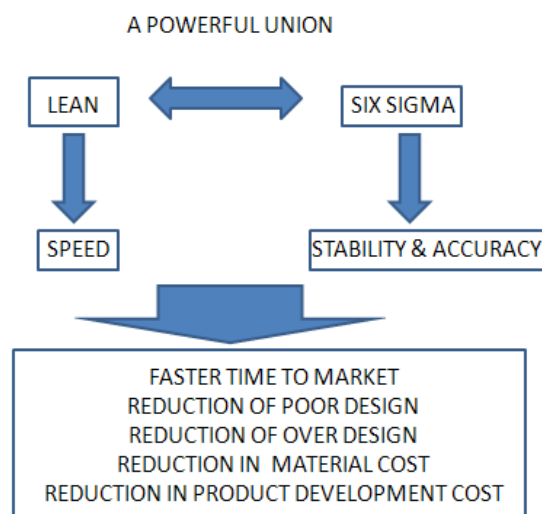 A POWERFUL UNION
LEAN
SIX SIGMA
SPEED
STABILITY & ACCURACY
FASTER TIME TO MARKET
REDUCTION OF POOR DESIGN
REDUCTION OF OVER DESIGN
REDUCTION IN MATERIAL COST
REDUCTION IN PRODUCT DEVELOPMENT COST